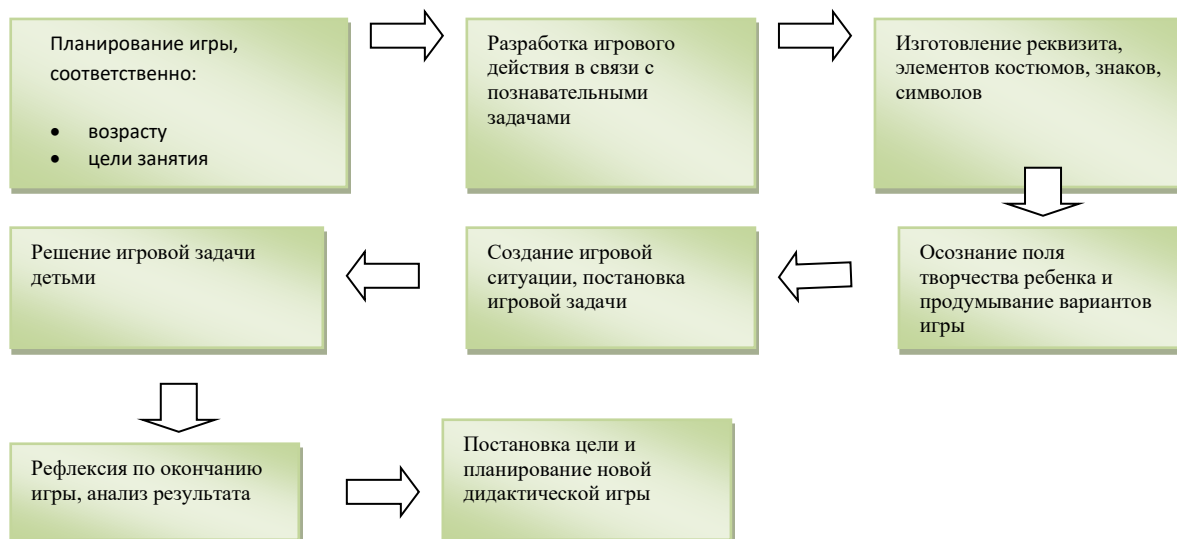 Планирование игры,
соответственно:
• возрасту
• цели занятия
Разработка игрового
действия в связи с
познавательными
задачами
Изготовление реквизита,
элементов костюмов, знаков,
символов
Осознание поля
творчества ребенка и
продумывание вариантов
игры
Создание игровой
ситуации, постановка
игровой задачи
Решение игровой задачи
детьми
Рефлексия по окончанию
игры, анализ результата
Постановка цели и
планирование новой
дидактической игры